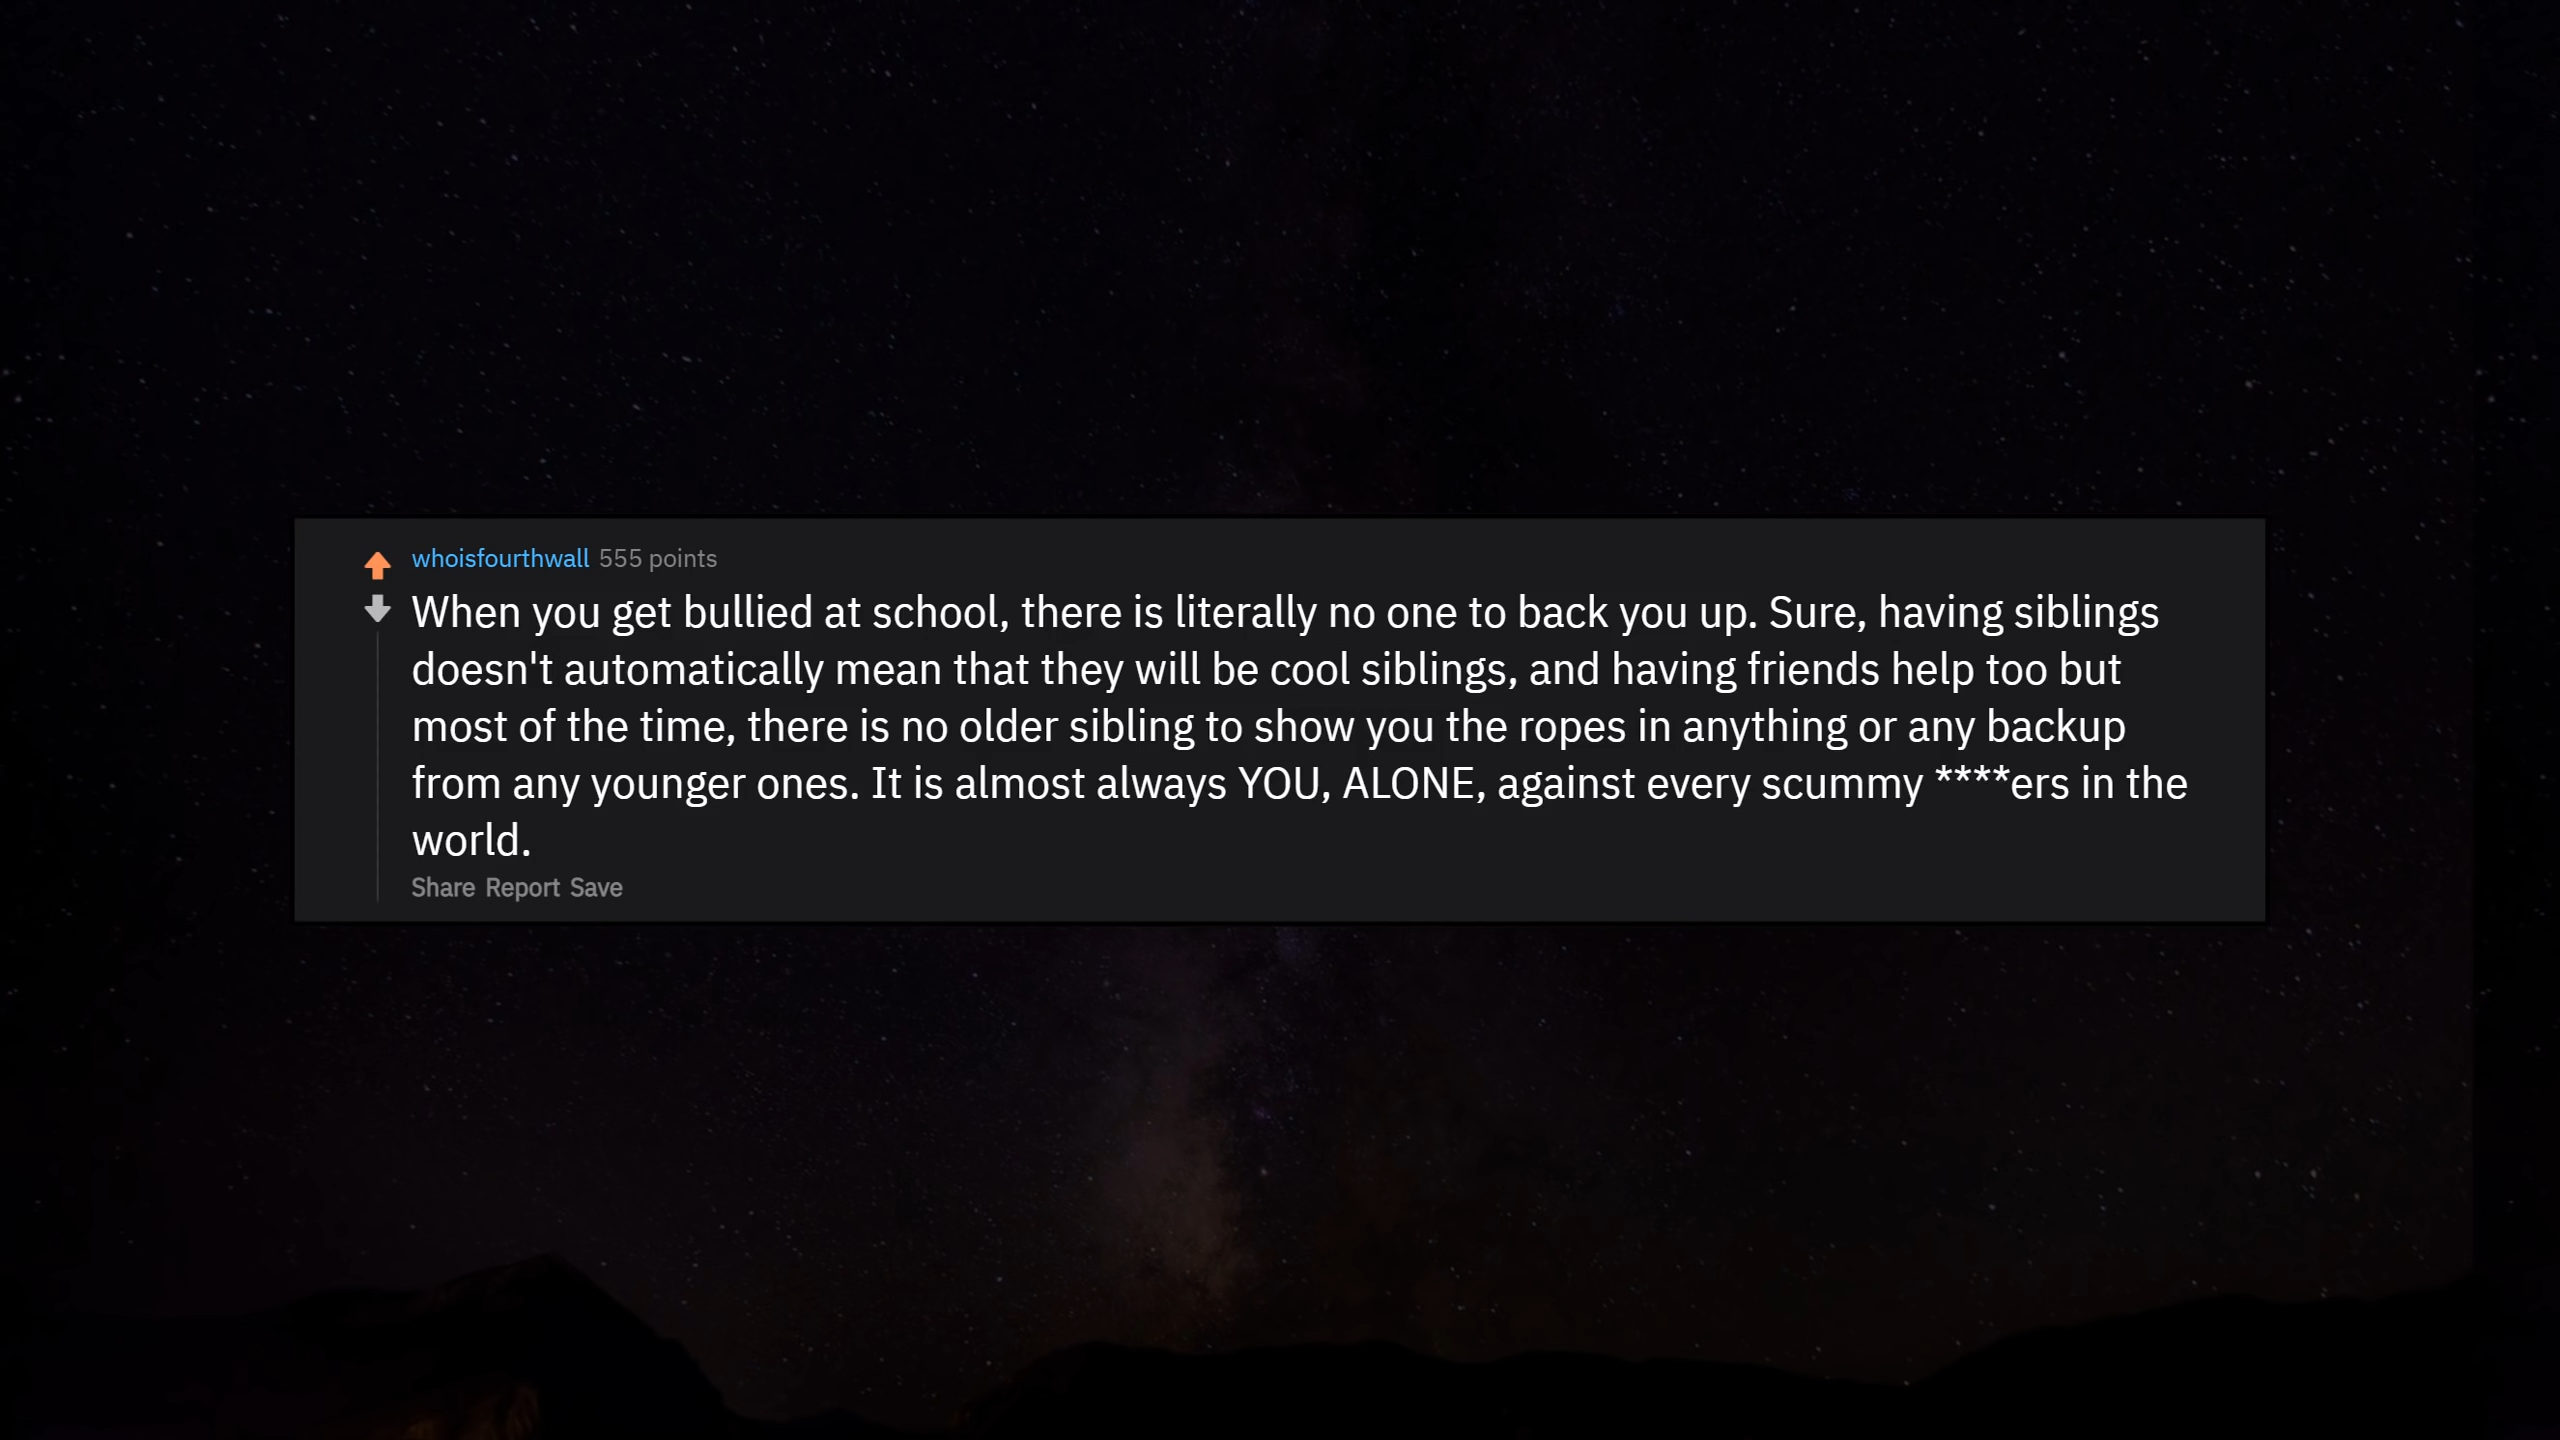 whoisfourthwall 555 points
When you get bullied at school, there is literally no one to back you up. Sure, having siblings
doesn't automatically mean that they will be cool siblings, and having friends help too but
most of the time, there is no older sibling to show you the ropes in anything or any backup
from any younger ones. It is almost always YOU, ALONE, against every scummy ****ers in the
world.
Share Report Save